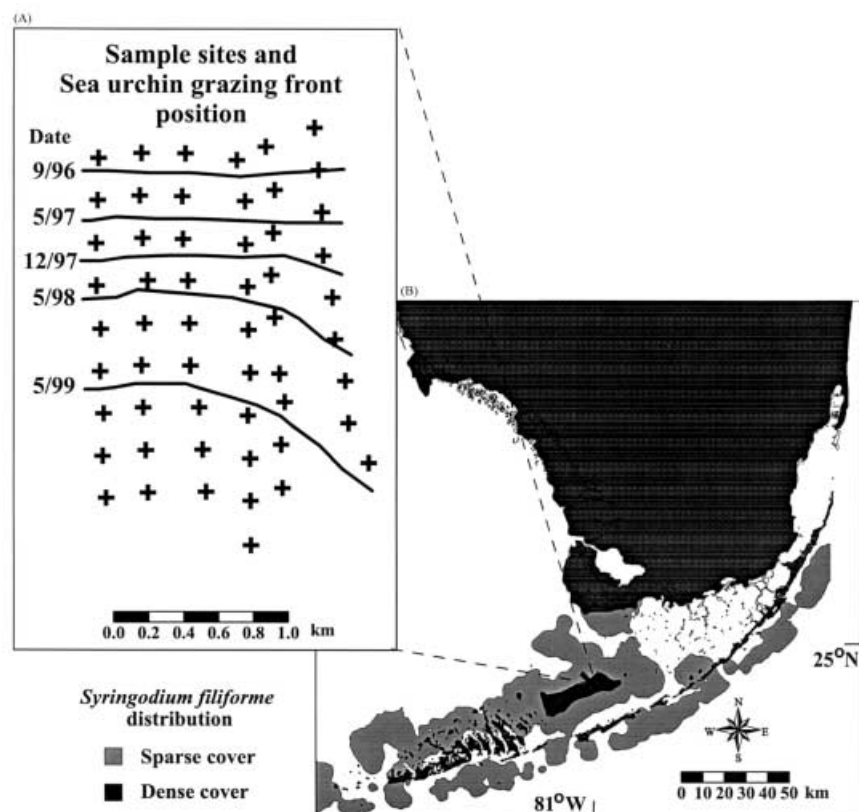 (A)
Sample sites and
Sea urchin grazing front
position
Date
9/96
5/97
12/97
5/98
5/99
0.0 0.2 0.4 0.6 0.8 1.0 km
(B)
25°N
Syringodium filiforme
distribution
Sparse cover
Dense cover
N
W E
S
0 10 20 30 40 50
km
81°W